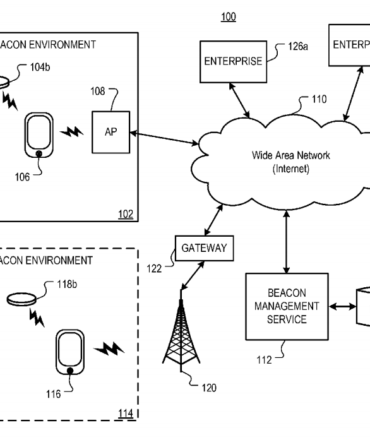 100
EACON ENVIRONMENT
104b
108
AP
106
102
ENTERPRISE
126a
ENTERP
110
Wide Area Network
(Internet)
ACON ENVIRONMENT
118b
116
114
GATEWAY
122
120
BEACON
MANAGEMENT
SERVICE
112